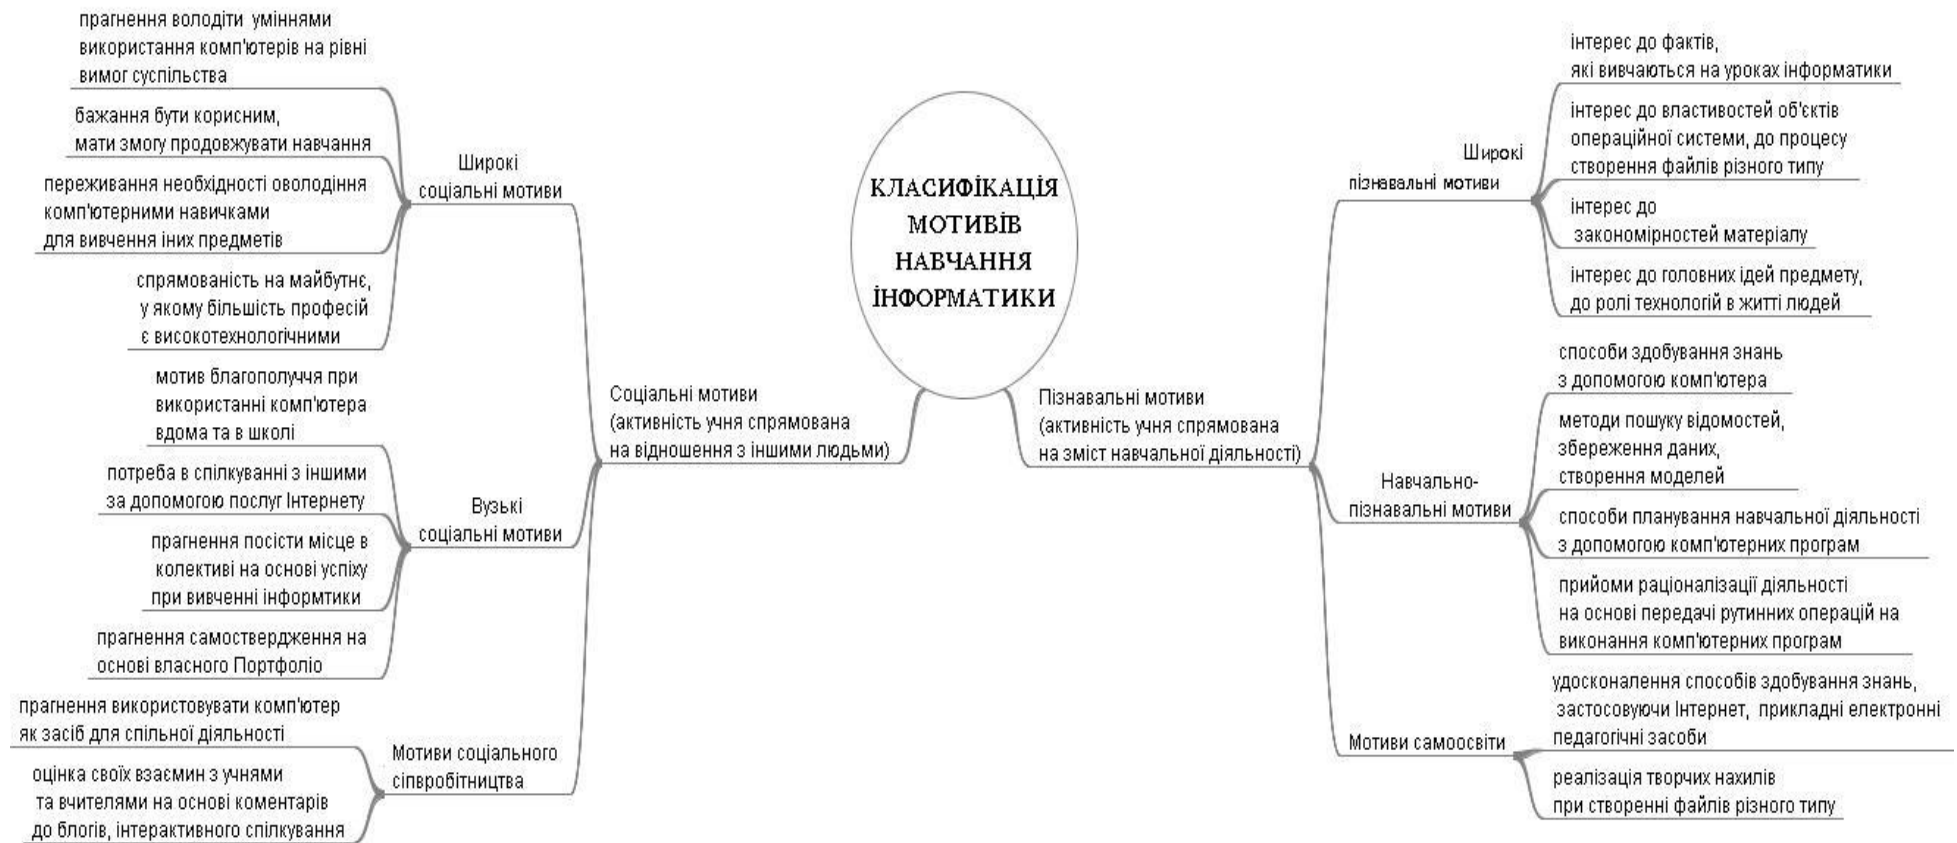 КЛАСИФІКАЦІЯ
МОТИВІВ
НАВЧАННЯ
ІНФОРМАТИКИ
Соціальні мотиви
(активність учня спрямована
на відношення з іншими людьми)
Широкі
соціальні мотиви
прагнення володіти уміннями
використання комп'ютерів на рівні
вимог суспільства
бажання бути корисним,
мати змогу продовжувати навчання
переживання необхідності оволодіння
комп'ютерними навичками
для вивчення іних предметів
спрямованість на майбутнє,
у якому більшість професій
є високотехнологічними
Вузькі
соціальні мотиви
мотив благополуччя при
використанні комп'ютера
вдома та в школі
потреба в спілкуванні з іншими
за допомогою послуг Інтернету
прагнення посісти місце в
колективі на основі успіху
при вивченні інформтики
прагнення самоствердження на
основі власного Портфоліо
Мотиви соціального
сіпвробітництва
прагнення використовувати комп'ютер
як засіб для спільної діяльності
оцінка своїх взаємин з учнями
та вчителями на основі коментарів
до блогів, інтерактивного спілкування
Пізнавальні мотиви
(активність учня спрямована
на зміст навчальної діяльності)
Широкі
пізнавальні мотиви
інтерес до фактів,
які вивчаються на уроках інформатики
інтерес до властивостей об'єктів
операційної системи, до процесу
створення файлів різного типу
інтерес до
закономірностей матеріалу
інтерес до головних ідей предмету,
до ролі технологій в житті людей
Навчально-
пізнавальні мотиви
способи здобування знань
з допомогою комп'ютера
методи пошуку відомостей,
збереження даних,
створення моделей
способи планування навчальної діяльності
з допомогою комп'ютерних програм
прийоми раціоналізації діяльності
на основі передачі рутинних операцій на
виконання комп'ютерних програм
Мотиви самоосвіти
удосконалення способів здобування знань,
застосовуючи Інтернет, прикладні електронні
педагогічні засоби
реалізація творчих нахилів
при створенні файлів різного типу